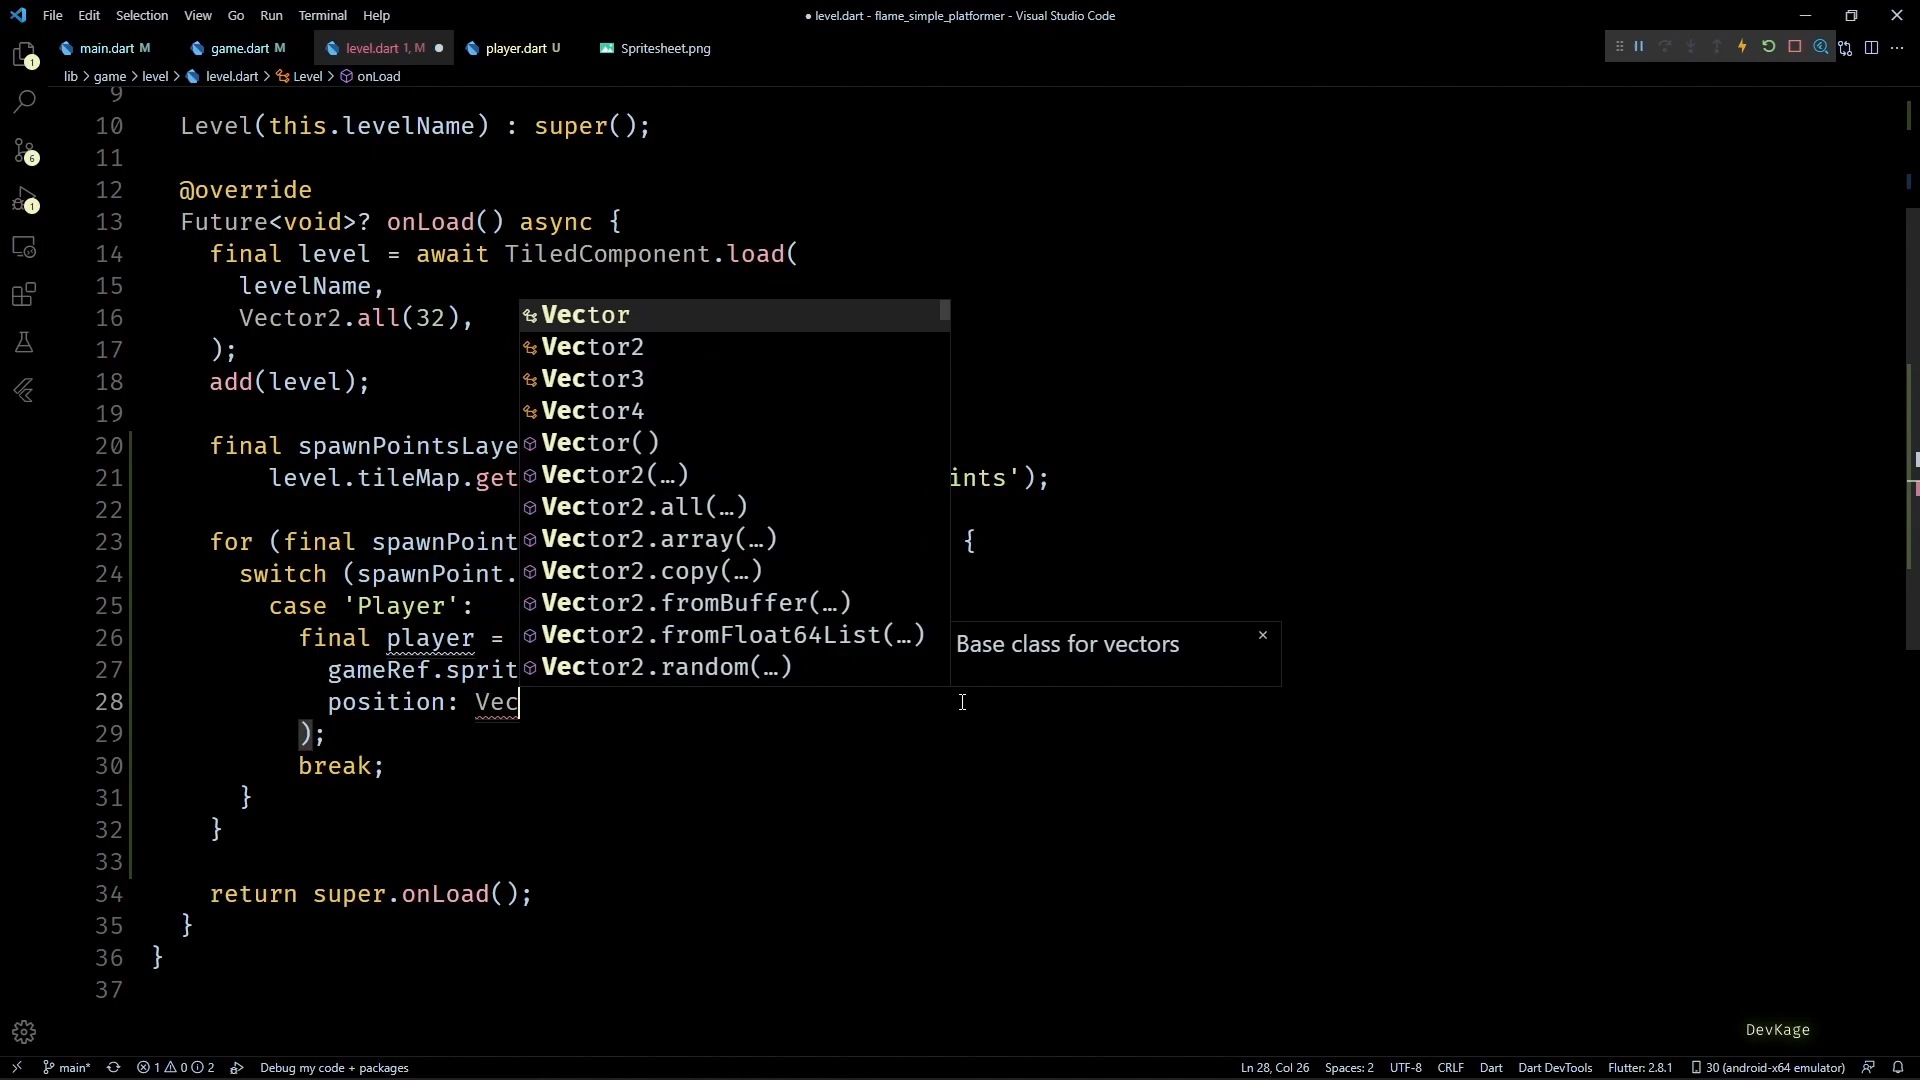 File Edit Selection View Go Run Terminal Help
● level.dart - flame_simple_platformer - Visual Studio Code
main.dart M game.dart M level.dart 1, M ● player.dart U Spritesheet.png
lib > game > level > level.dart > Level > onLoad
9
10 Level(this.levelName) : super();
11
12 @override
13 Future<void>? onLoad() async {
14 final level = await TiledComponent.load(
15 levelName,
16 Vector2.all(32),
17 );
18 add(level);
19
20 final spawnPointsLaye
21 level.tileMap.get ints');
22
23 for (final spawnPoint {
24 switch (spawnPoint.
25 case 'Player':
26 final player =
27 gameRef.sprit
28 position: Vec
29 );
30 break;
31 }
32 }
33
34 return super.onLoad();
35 }
36 }
37
Vector
Vector2
Vector3
Vector4
Vector()
Vector2(…)
Vector2.all(…)
Vector2.array(…)
Vector2.copy(…)
Vector2.fromBuffer(…)
Vector2.fromFloat64List(…)
Vector2.random(…)
Base class for vectors ×
1
6
1
DevKage
main* 1 0 2 Debug my code + packages
Ln 28, Col 26 Spaces: 2 UTF-8 CRLF Dart Dart DevTools Flutter: 2.8.1 30 (android-x64 emulator)